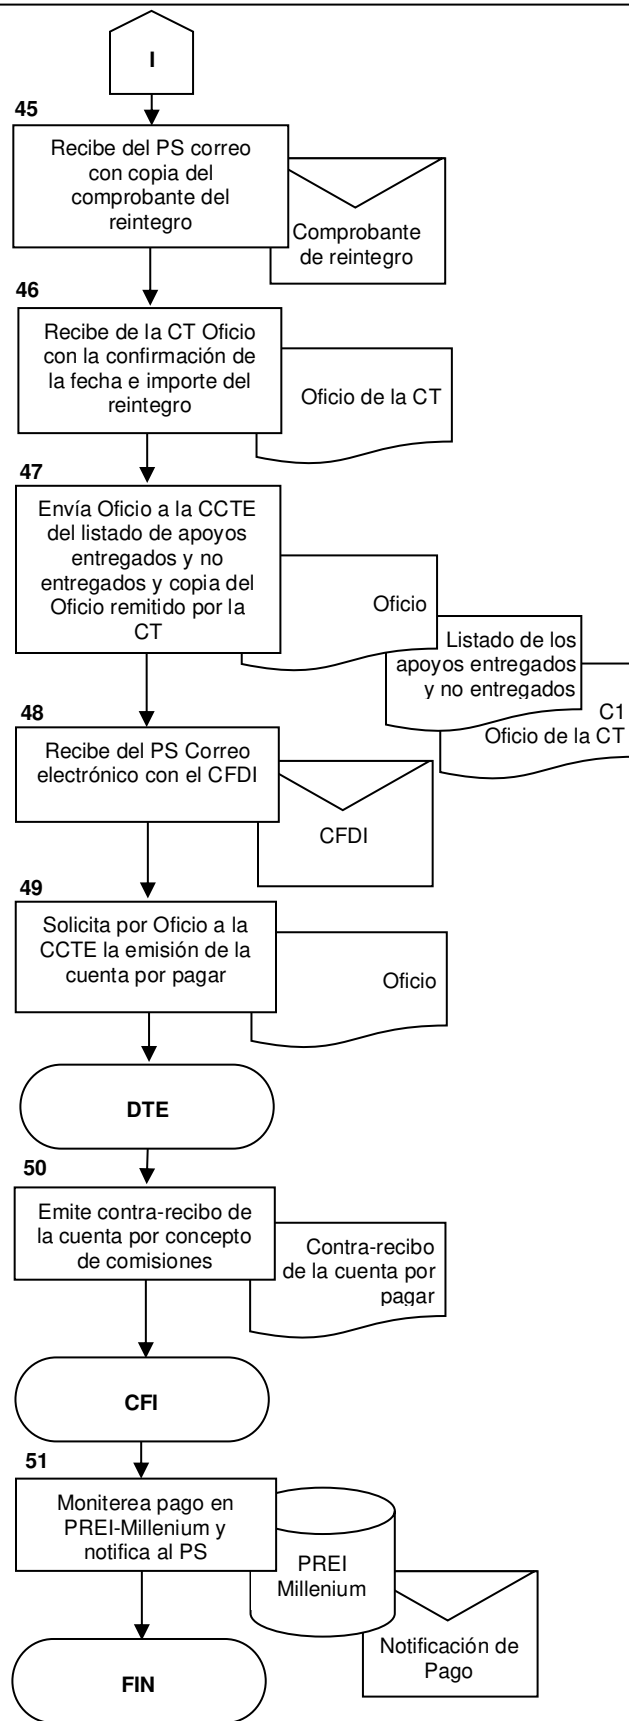 I
45
Recibe del PS correo
con copia del
comprobante del
reintegro
Comprobante
de reintegro
46
Recibe de la CT Oficio
con la confirmación de
la fecha e importe del
reintegro
Oficio de la CT
47
Envía Oficio a la CCTE
del listado de apoyos
entregados y no
entregados y copia del
Oficio remitido por la
CT
Oficio
Listado de los
apoyos entregados
y no entregados
C1
Oficio de la CT
48
Recibe del PS Correo
electrónico con el CFDI
CFDI
49
Solicita por Oficio a la
CCTE la emisión de la
cuenta por pagar
Oficio
DTE
50
Emite contra-recibo de
la cuenta por concepto
de comisiones
Contra-recibo
de la cuenta por
pagar
CFI
51
Moniterea pago en
PREI-Millenium y
notifica al PS
PREI
Millenium
Notificación de
Pago
FIN